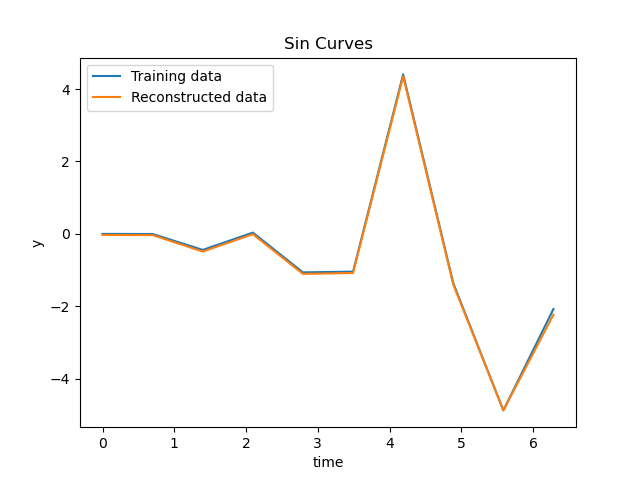 Sin Curves
Training data
Reconstructed data
4
2
0
−2
−4
y
0 1 2 3 4 5 6
time